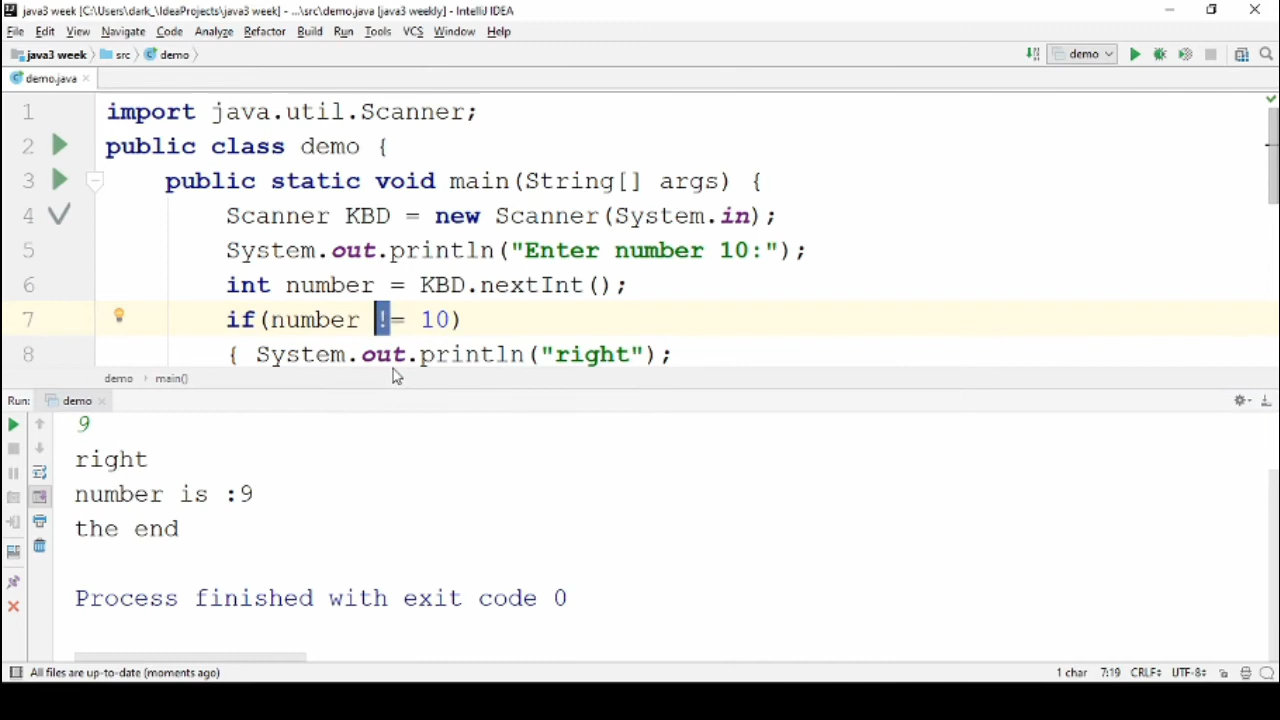 java3 week [C:\Users\dark_\IdeaProjects\java3 week] - ...\src\demo.java [java3 weekly] - IntelliJ IDEA
File Edit View Navigate Code Analyze Refactor Build Run Tools VCS Window Help
java3 week src demo demo
demo.java
1 import java.util.Scanner;
2 public class demo {
3 public static void main(String[] args) {
4 Scanner KBD = new Scanner(System.in);
5 System.out.println("Enter number 10:");
6 int number = KBD.nextInt();
7 if(number != 10)
8 { System.out.println("right");
demo main()
Run: demo
9
right
number is :9
the end
Process finished with exit code 0
All files are up-to-date (moments ago) 1 char 7:19 CRLF UTF-8